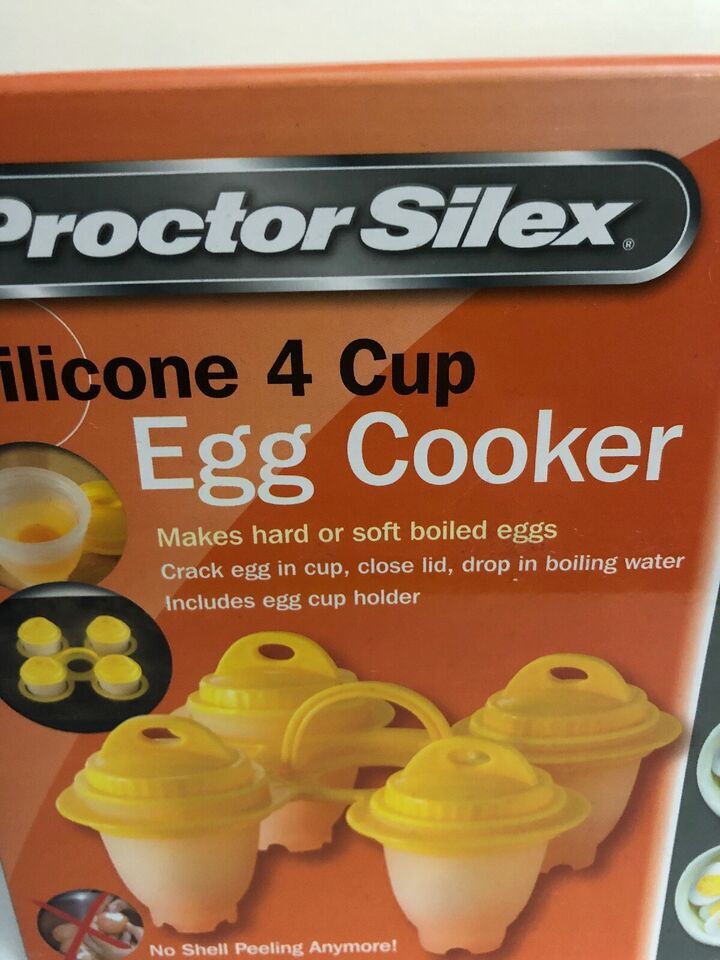 Proctor Silex®
ilicone 4 Cup
Egg Cooker
Makes hard or soft boiled eggs
Crack egg in cup, close lid, drop in boiling water
Includes egg cup holder
No Shell Peeling Anymore!